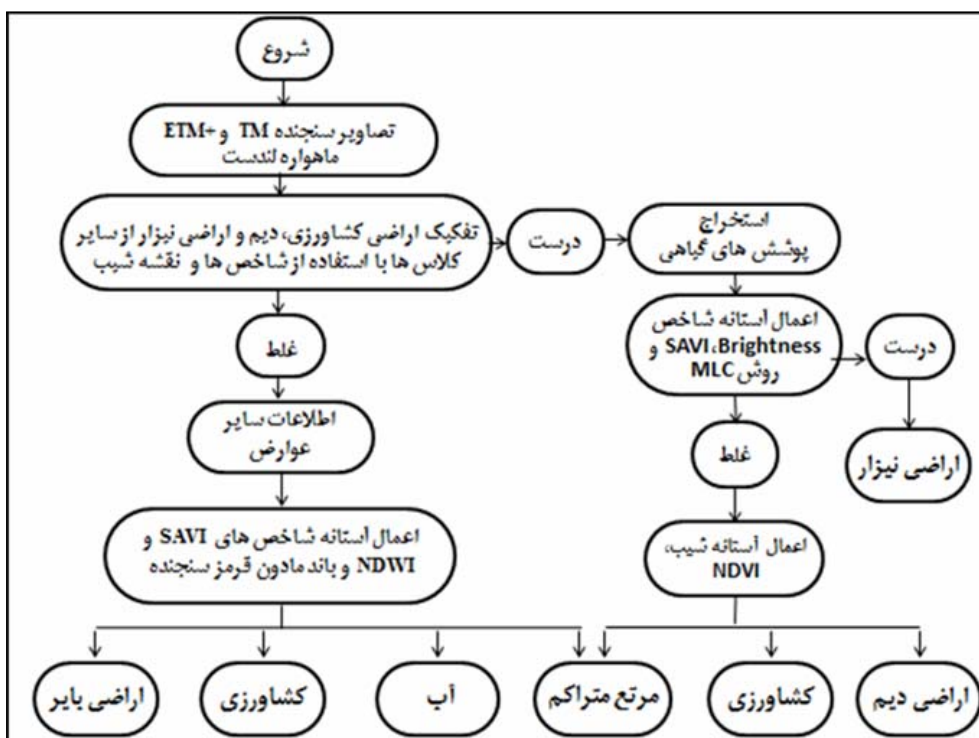 شروع
تصاویر سنجنده TM و ETM+
ماهواره لندست
تفکیک اراضی کشاورزی، دیم و اراضی نیزار از سایر
کلاس ها با استفاده از شاخص ها و نقشه شیب
درست
استخراج
پوشش های گیاهی
اعمال آستانه شاخص
SAVI،Brightness و
روش MLC
درست
اراضی نیزار
غلط
اعمال آستانه شیب،
NDVI
غلط
اطلاعات سایر
عوارض
اعمال آستانه شاخص های SAVI و
NDWI و باند مادون قرمز سنجنده
اراضی دیم
کشاورزی
مرتع متراکم
آب
کشاورزی
اراضی بایر